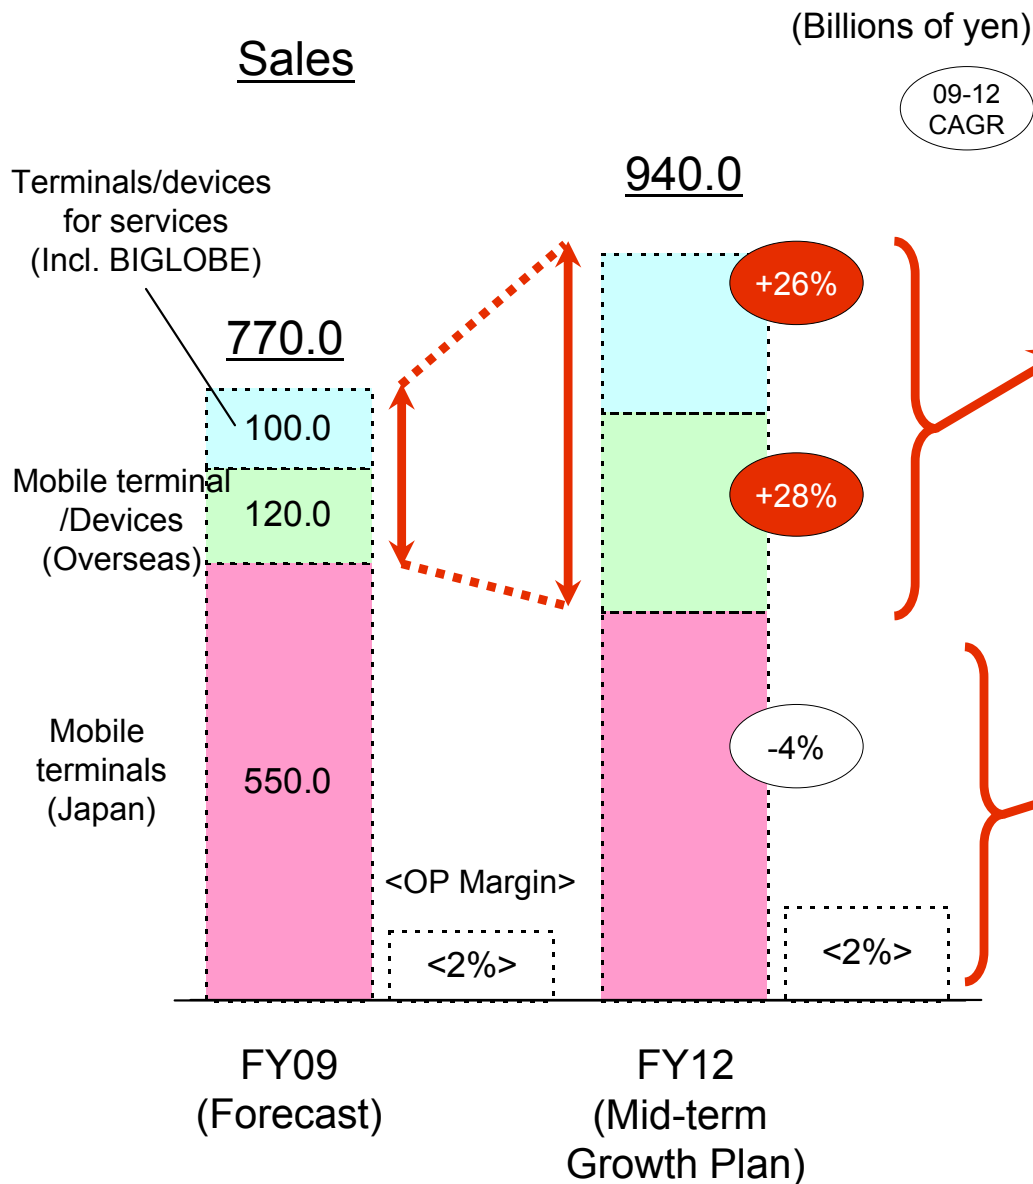 (Billions of yen)
Sales
09-12
CAGR
940.0
Terminals/devices
for services
(Incl. BIGLOBE)
+26%
770.0
100.0
Mobile terminal
/Devices
(Overseas)
120.0
+28%
Mobile
terminals
(Japan)
550.0
-4%
<OP Margin>
<2%>
<2%>
FY09
(Forecast)
FY12
(Mid-term
Growth Plan)